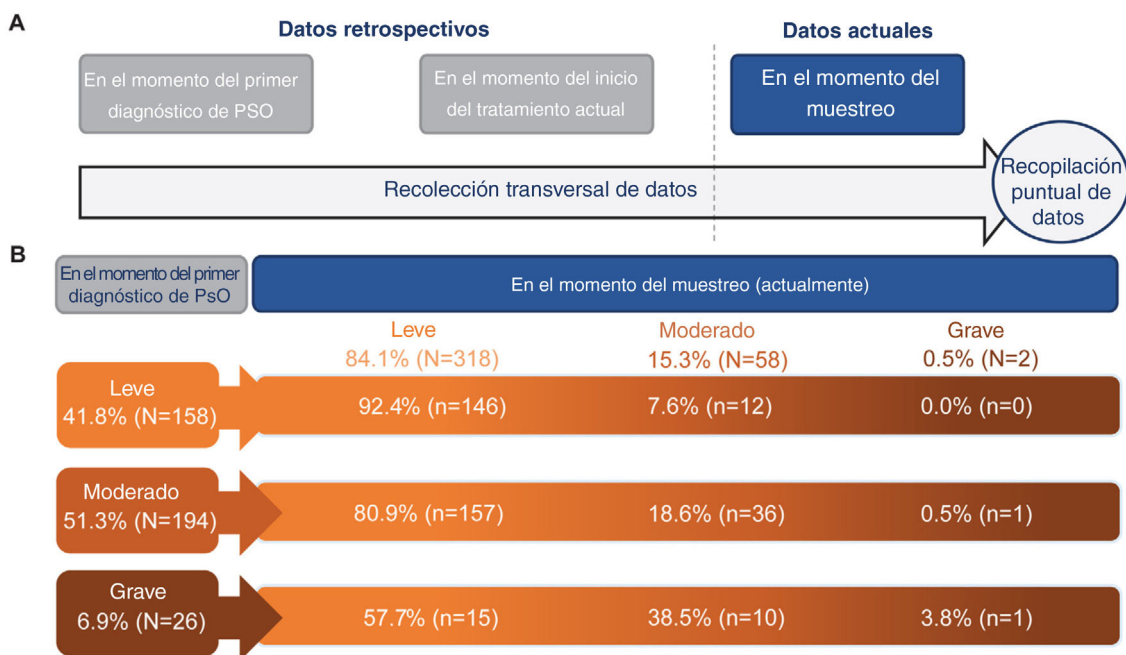 A
Datos retrospectivos
Datos actuales
En el momento del primer
diagnóstico de PSO
En el momento del inicio
del tratamiento actual
En el momento del
muestreo
Recolección transversal de datos
Recopilación
puntual de
datos
B
En el momento del primer
diagnóstico de PsO
En el momento del muestreo (actualmente)
Leve
84.1% (N=318)
Moderado
15.3% (N=58)
Grave
0.5% (N=2)
Leve
41.8% (N=158)
92.4% (n=146)
7.6% (n=12)
0.0% (n=0)
Moderado
51.3% (N=194)
80.9% (n=157)
18.6% (n=36)
0.5% (n=1)
Grave
6.9% (N=26)
57.7% (n=15)
38.5% (n=10)
3.8% (n=1)